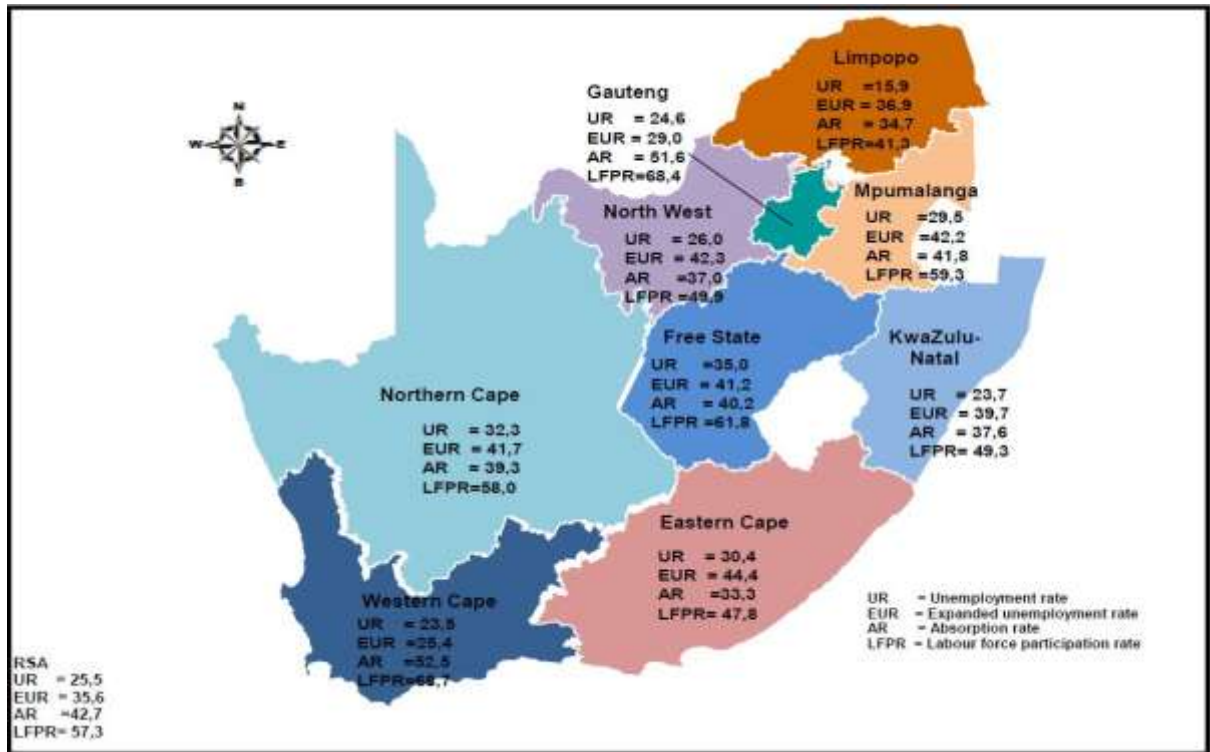 Limpopo
UR =15,9
EUR = 36,9
AR = 34,7
LFPR=41,3
Gauteng
UR = 24,6
EUR = 29,0
AR = 51,6
LFPR=68,4
N
W
E
S
Mpumalanga
UR =29,5
EUR =42,2
AR = 41,8
LFPR =59,3
North West
UR = 26,0
EUR = 42,3
AR =37,0
LFPR =49,9
Free State
UR =35,0
EUR = 41,2
AR = 40,2
LFPR =61,8
KwaZulu-
Natal
UR = 23,7
EUR = 39,7
AR = 37,6
LFPR= 49,3
Northern Cape
UR = 32,3
EUR = 41,7
AR = 39,3
LFPR=58,0
Eastern Cape
UR = 30,4
EUR = 44,4
AR =33,3
LFPR= 47,8
Western Cape
UR = 23,5
EUR =25,4
AR =52,5
LFPR=68,7
UR = Unemployment rate
EUR = Expanded unemployment rate
AR = Absorption rate
LFPR = Labour force participation rate
RSA
UR = 25,5
EUR = 35,6
AR =42,7
LFPR= 57,3